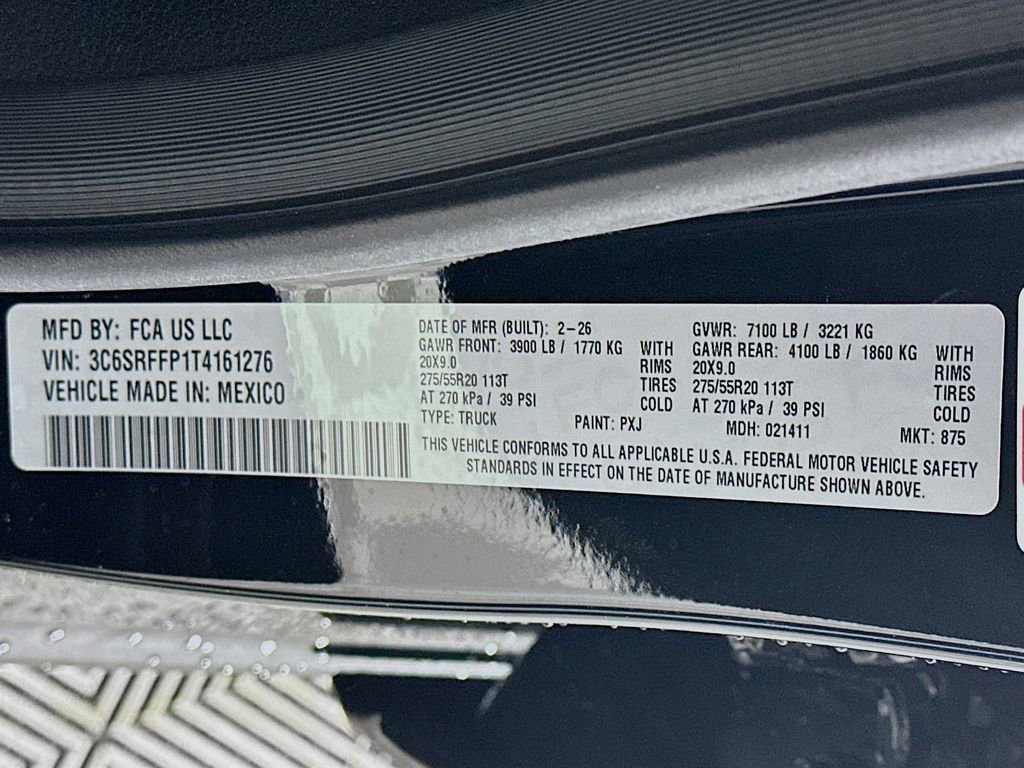 MFD BY: FCA US LLC
VIN: 3C6SRFFP1T4161276
VEHICLE MADE IN: MEXICO
DATE OF MFR (BUILT): 2-26
GAWR FRONT: 3900 LB / 1770 KG WITH
20X9.0 RIMS
275/55R20 113T TIRES
AT 270 kPa / 39 PSI COLD
TYPE: TRUCK PAINT: PXJ
GVWR: 7100 LB / 3221 KG
GAWR REAR: 4100 LB / 1860 KG WITH
20X9.0 RIMS
275/55R20 113T TIRES
AT 270 kPa / 39 PSI COLD
MDH: 021411 MKT: 875
THIS VEHICLE CONFORMS TO ALL APPLICABLE U.S.A. FEDERAL MOTOR VEHICLE SAFETY
STANDARDS IN EFFECT ON THE DATE OF MANUFACTURE SHOWN ABOVE.